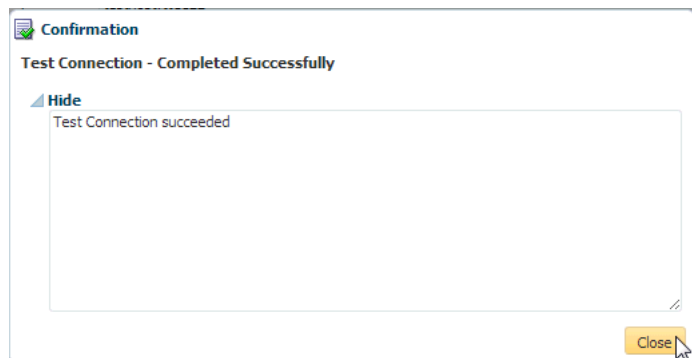 Confirmation
Test Connection - Completed Successfully
Hide
Test Connection succeeded
Close